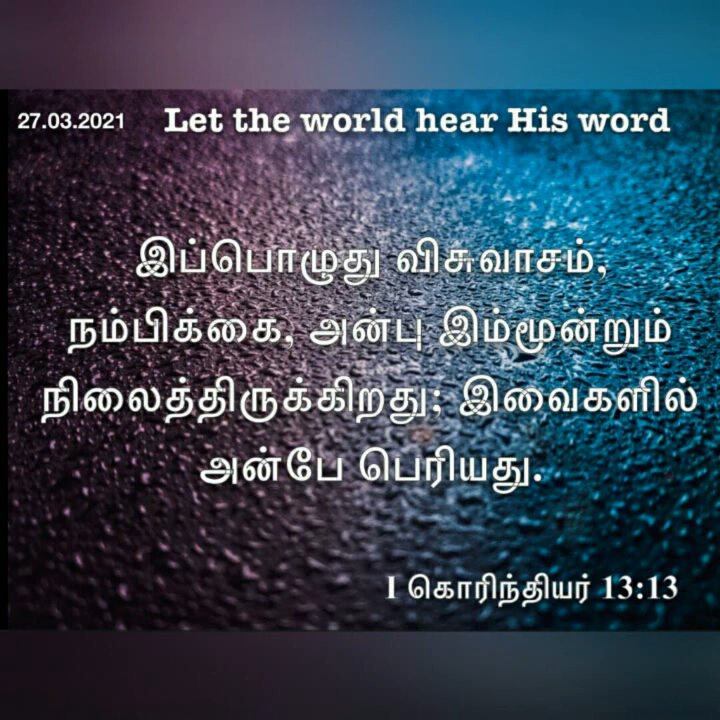 27.03.2021 Let the world hear His word
இப்பொழுது விசுவாசம்,
நம்பிக்கை, அன்பு இம்மூன்றும்
நிலைத்திருக்கிறது; இவைகளில்
அன்பே பெரியது.
I கொரிந்தியர் 13:13